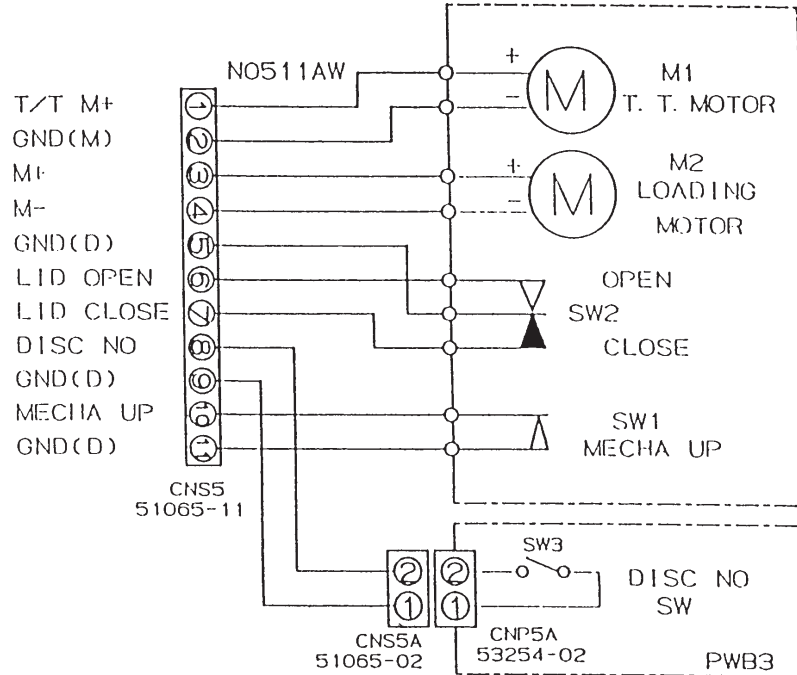 NO511AW
T/T M+
GND(M)
M+
M-
GND(D)
LID OPEN
LID CLOSE
DISC NO
GND(D)
MECHA UP
GND(D)
1
2
3
4
5
6
7
8
9
10
11
CNS5
51065-11
+
-
M
M1
T. T. MOTOR
+
-
M
M2
LOADING
MOTOR
OPEN
SW2
CLOSE
SW1
MECHA UP
2
1
CNS5A
51065-02
2
1
CNP5A
53254-02
SW3
DISC NO
SW
PWB3